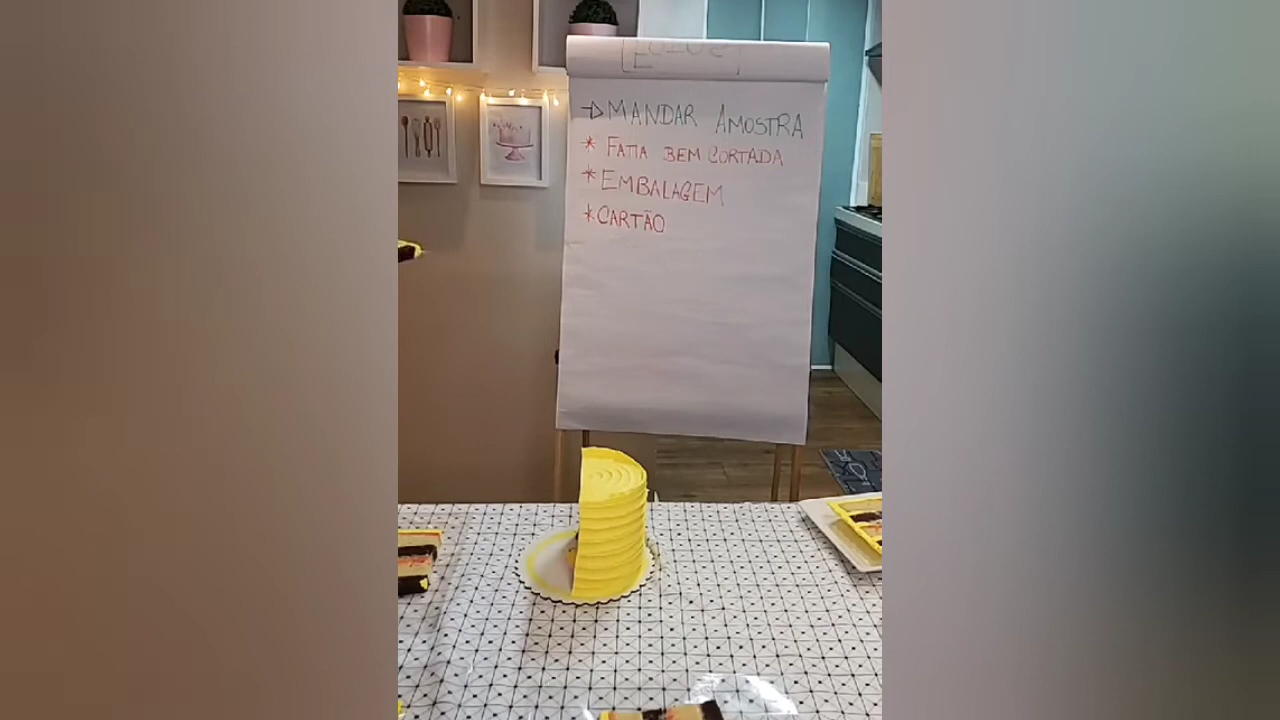 → MANDAR AMOSTRA
* FATIA BEM CORTADA
* EMBALAGEM
* CARTÃO